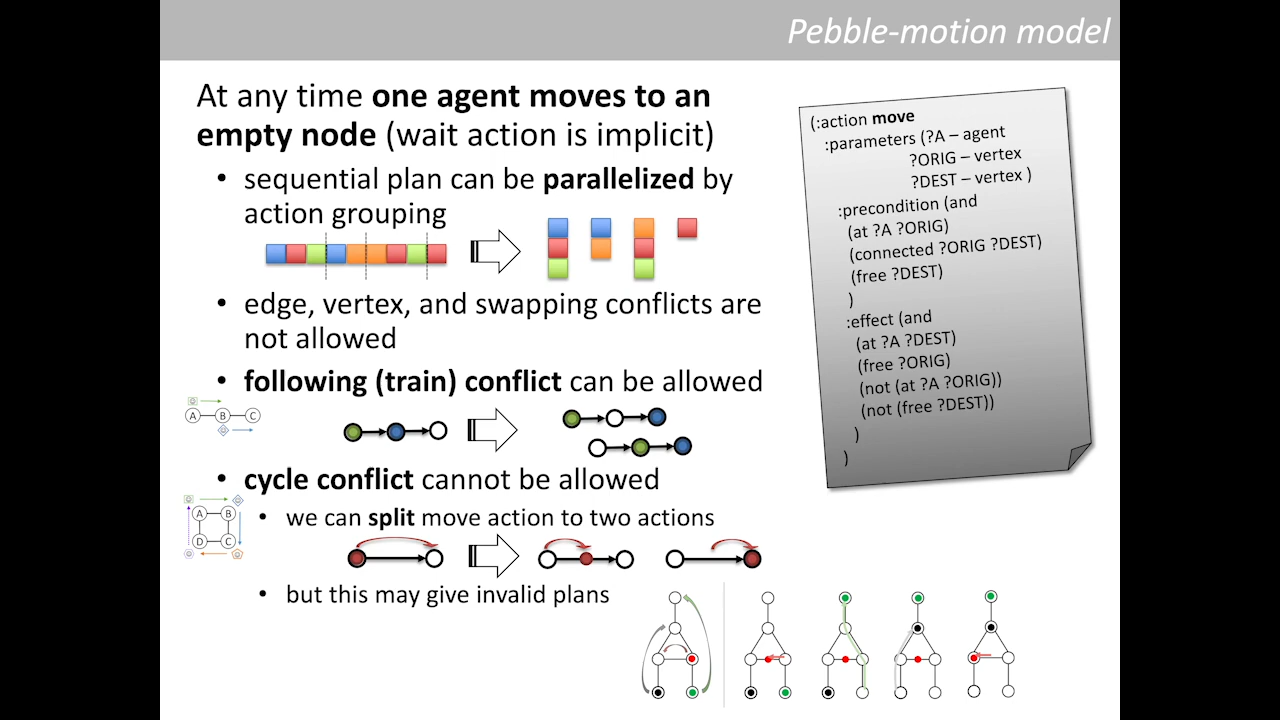 Pebble-motion model
At any time one agent moves to an
empty node (wait action is implicit)
• sequential plan can be parallelized by
action grouping
• edge, vertex, and swapping conflicts are
not allowed
• following (train) conflict can be allowed
A B C
• cycle conflict cannot be allowed
A B
D C
• we can split move action to two actions
• but this may give invalid plans
(:action move
:parameters (?A – agent
?ORIG – vertex
?DEST – vertex )
:precondition (and
(at ?A ?ORIG)
(connected ?ORIG ?DEST)
(free ?DEST)
)
:effect (and
(at ?A ?DEST)
(free ?ORIG)
(not (at ?A ?ORIG))
(not (free ?DEST))
)
)